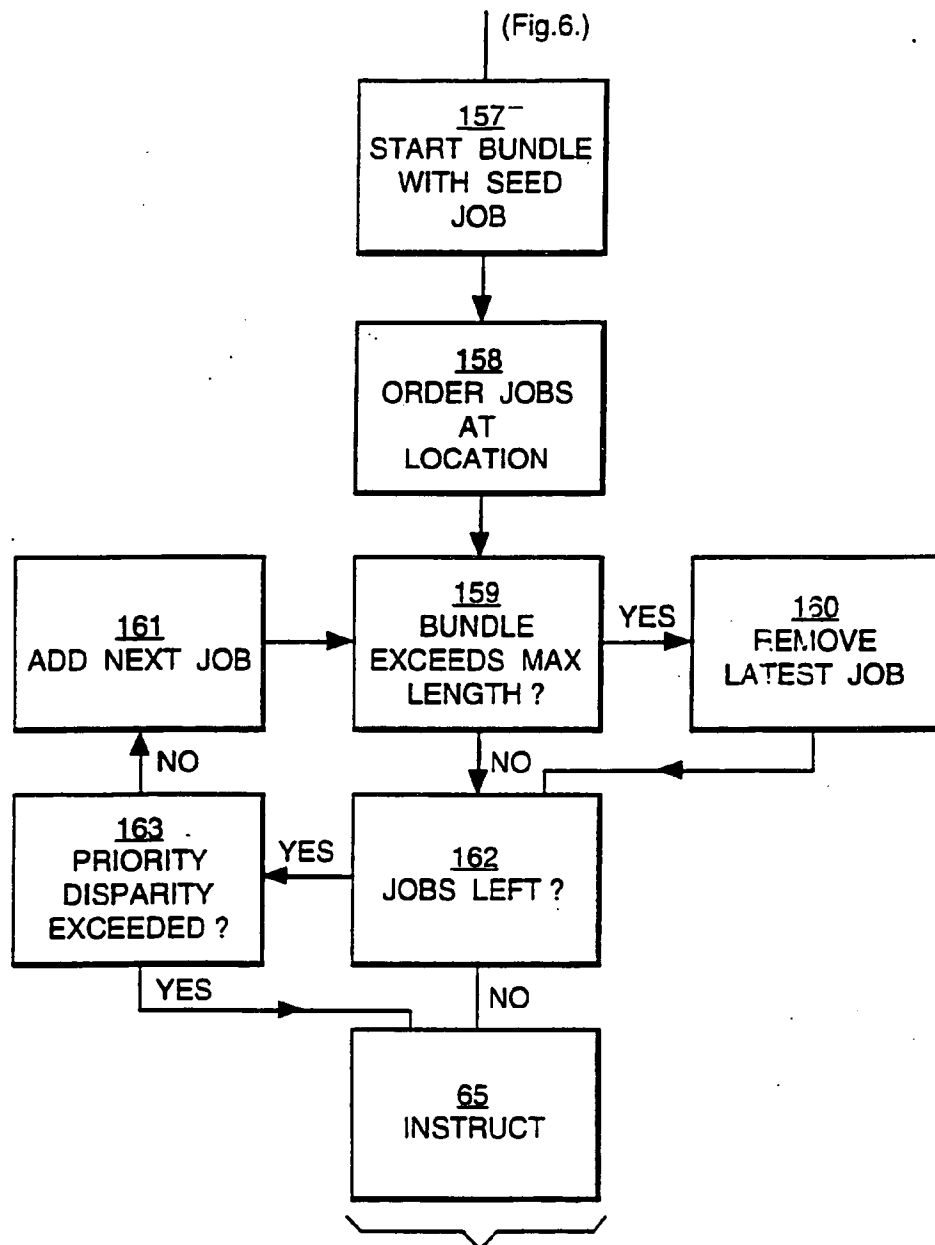 (Fig.6.)
157
START BUNDLE
WITH SEED
JOB
158
ORDER JOBS
AT
LOCATION
161
ADD NEXT JOB
159
BUNDLE
EXCEEDS MAX
LENGTH ?
YES
160
REMOVE
LATEST JOB
NO
NO
163
PRIORITY
DISPARITY
EXCEEDED ?
YES
162
JOBS LEFT ?
YES
NO
65
INSTRUCT